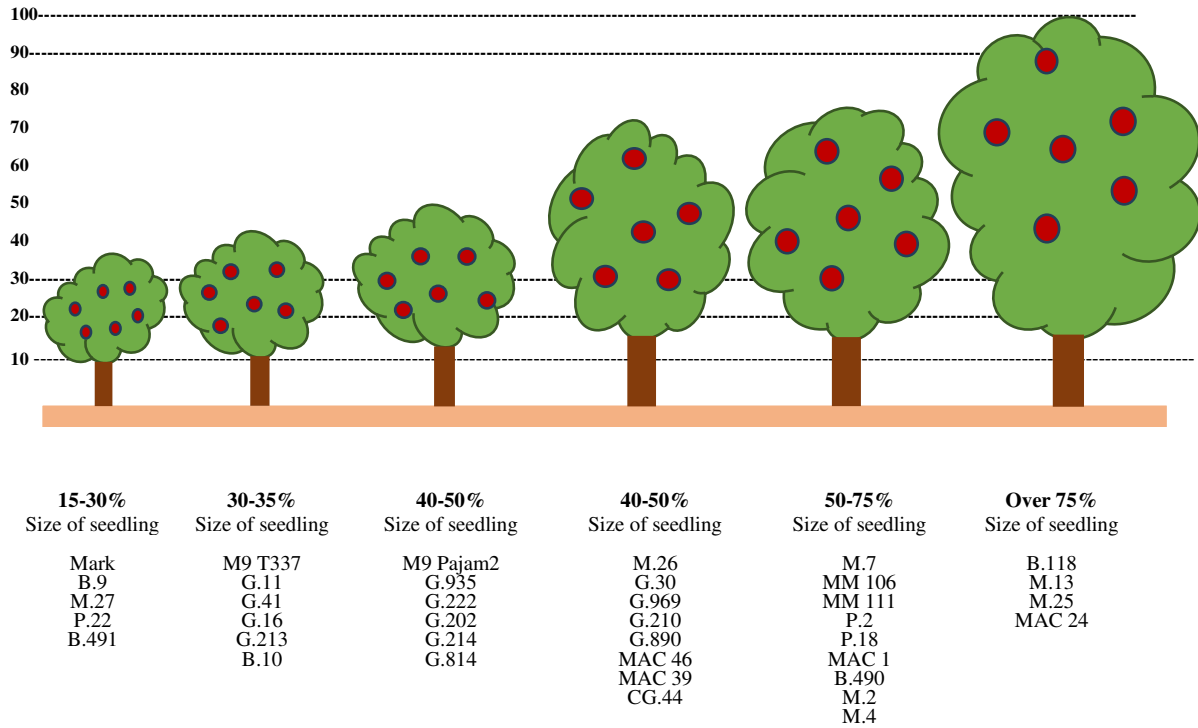 100
90
80
70
60
50
40
30
20
10
15-30%
Size of seedling
Mark
B.9
M.27
P.22
B.491
30-35%
Size of seedling
M9 T337
G.11
G.41
G.16
G.213
B.10
40-50%
Size of seedling
M9 Pajam2
G.935
G.222
G.202
G.214
G.814
40-50%
Size of seedling
M.26
G.30
G.969
G.210
G.890
MAC 46
MAC 39
CG.44
50-75%
Size of seedling
M.7
MM 106
MM 111
P.2
P.18
MAC 1
B.490
M.2
M.4
Over 75%
Size of seedling
B.118
M.13
M.25
MAC 24